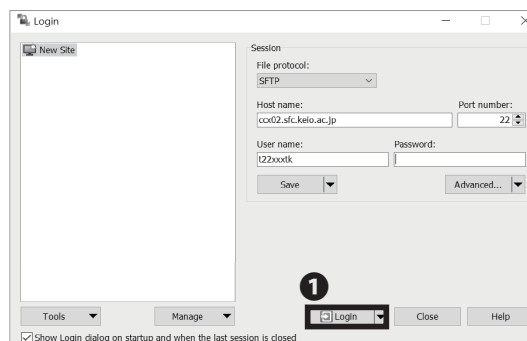 Login
New Site
Session
File protocol:
SFTP
Host name:
Port number:
ccx02.sfc.keio.ac.jp
22
User name:
Password:
t22xxxtk
Save
Advanced...
1
Tools
Manage
Login
Close
Help
Show Login dialog on startup and when the last session is closed